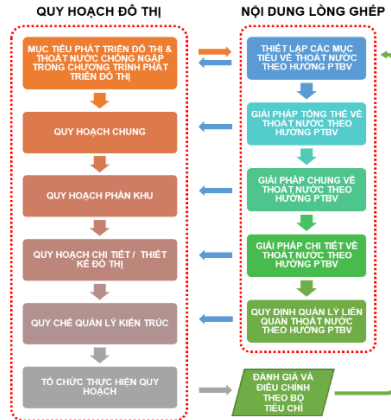 QUY HOẠCH ĐÔ THỊ
MỤC TIÊU PHÁT TRIỂN ĐÔ THỊ &
THOÁT NƯỚC CHỐNG NGẬP
TRONG CHƯƠNG TRÌNH PHÁT
TRIỂN ĐÔ THỊ
QUY HOẠCH CHUNG
QUY HOẠCH PHÂN KHU
QUY HOẠCH CHI TIẾT / THIẾT
KẾ ĐÔ THỊ
QUY CHẾ QUẢN LÝ KIẾN TRÚC
TỔ CHỨC THỰC HIỆN QUY
HOẠCH
NỘI DUNG LỒNG GHÉP
THIẾT LẬP CÁC MỤC
TIÊU VỀ THOÁT NƯỚC
THEO HƯỚNG PTBV
GIẢI PHÁP TỔNG THỂ VỀ
THOÁT NƯỚC THEO
HƯỚNG PTBV
GIẢI PHÁP CHUNG VỀ
THOÁT NƯỚC THEO
HƯỚNG PTBV
GIẢI PHÁP CHI TIẾT VỀ
THOÁT NƯỚC THEO
HƯỚNG PTBV
QUY DỊNH QUẢN LÝ LIÊN
QUAN THOÁT NƯỚC
THEO HƯỚNG PTBV
ĐÁNH GIÁ VÀ
ĐIỀU CHỈNH
THEO BỘ
TIÊU CHÍ